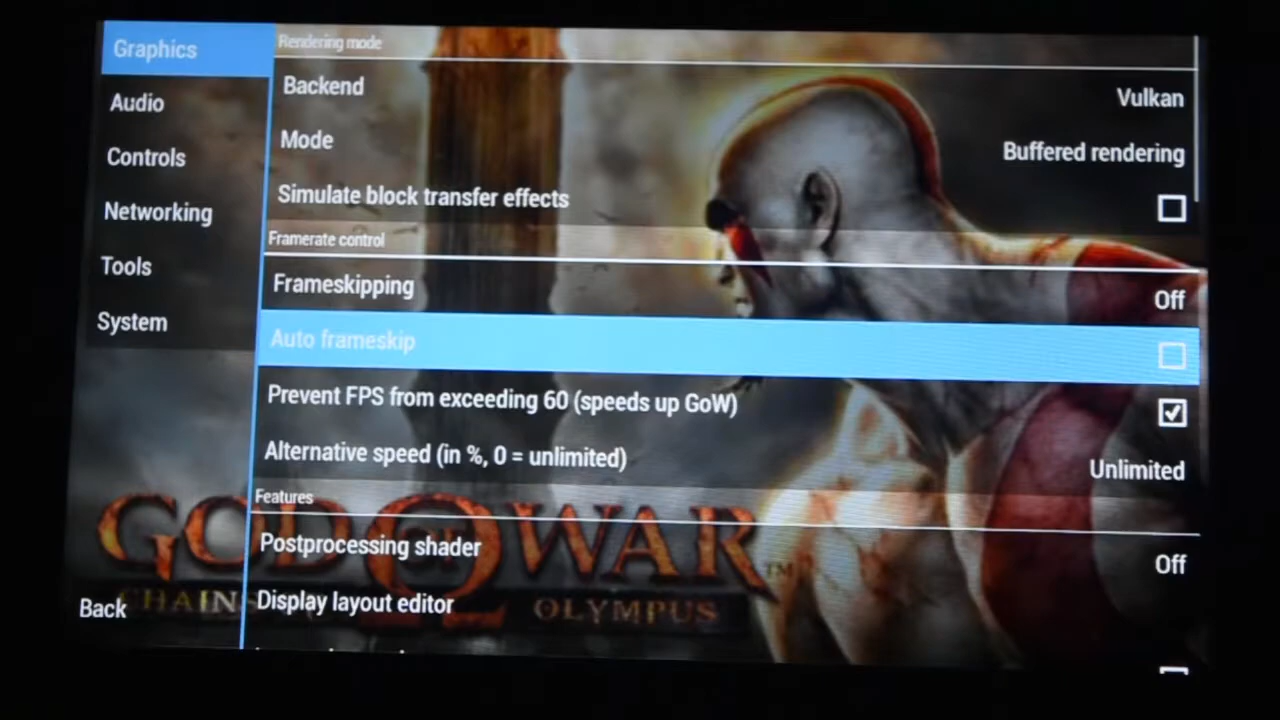 Graphics
Audio
Controls
Networking
Tools
System
Back
Rendering mode
Backend
Vulkan
Mode
Buffered rendering
Simulate block transfer effects
Framerate control
Frameskipping
Off
Auto frameskip
Prevent FPS from exceeding 60 (speeds up GoW)
Alternative speed (in %, 0 = unlimited)
Unlimited
Features
Postprocessing shader
Off
Display layout editor
GOD OF WAR
TM
CHAINS OLYMPUS